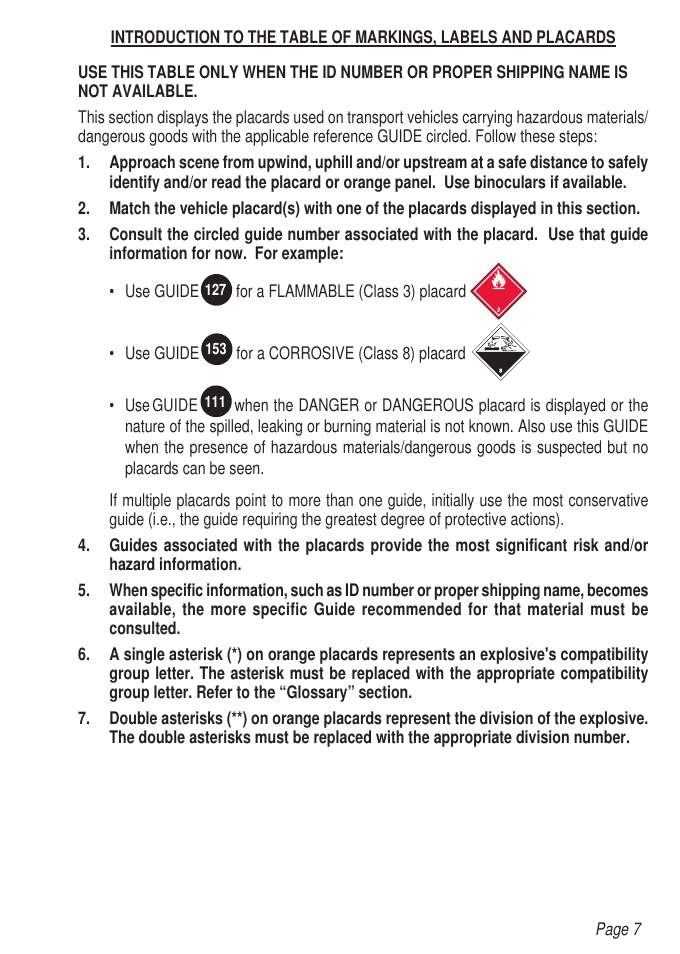 INTRODUCTION TO THE TABLE OF MARKINGS, LABELS AND PLACARDS
USE THIS TABLE ONLY WHEN THE ID NUMBER OR PROPER SHIPPING NAME IS
NOT AVAILABLE.
This section displays the placards used on transport vehicles carrying hazardous materials/
dangerous goods with the applicable reference GUIDE circled. Follow these steps:
1. Approach scene from upwind, uphill and/or upstream at a safe distance to safely
identify and/or read the placard or orange panel. Use binoculars if available.
2. Match the vehicle placard(s) with one of the placards displayed in this section.
3. Consult the circled guide number associated with the placard. Use that guide
information for now. For example:
• Use GUIDE 127 for a FLAMMABLE (Class 3) placard
3
• Use GUIDE 153 for a CORROSIVE (Class 8) placard
8
• Use GUIDE 111 when the DANGER or DANGEROUS placard is displayed or the
nature of the spilled, leaking or burning material is not known. Also use this GUIDE
when the presence of hazardous materials/dangerous goods is suspected but no
placards can be seen.
If multiple placards point to more than one guide, initially use the most conservative
guide (i.e., the guide requiring the greatest degree of protective actions).
4. Guides associated with the placards provide the most significant risk and/or
hazard information.
5. When specific information, such as ID number or proper shipping name, becomes
available, the more specific Guide recommended for that material must be
consulted.
6. A single asterisk (*) on orange placards represents an explosive's compatibility
group letter. The asterisk must be replaced with the appropriate compatibility
group letter. Refer to the “Glossary” section.
7. Double asterisks (**) on orange placards represent the division of the explosive.
The double asterisks must be replaced with the appropriate division number.
Page 7